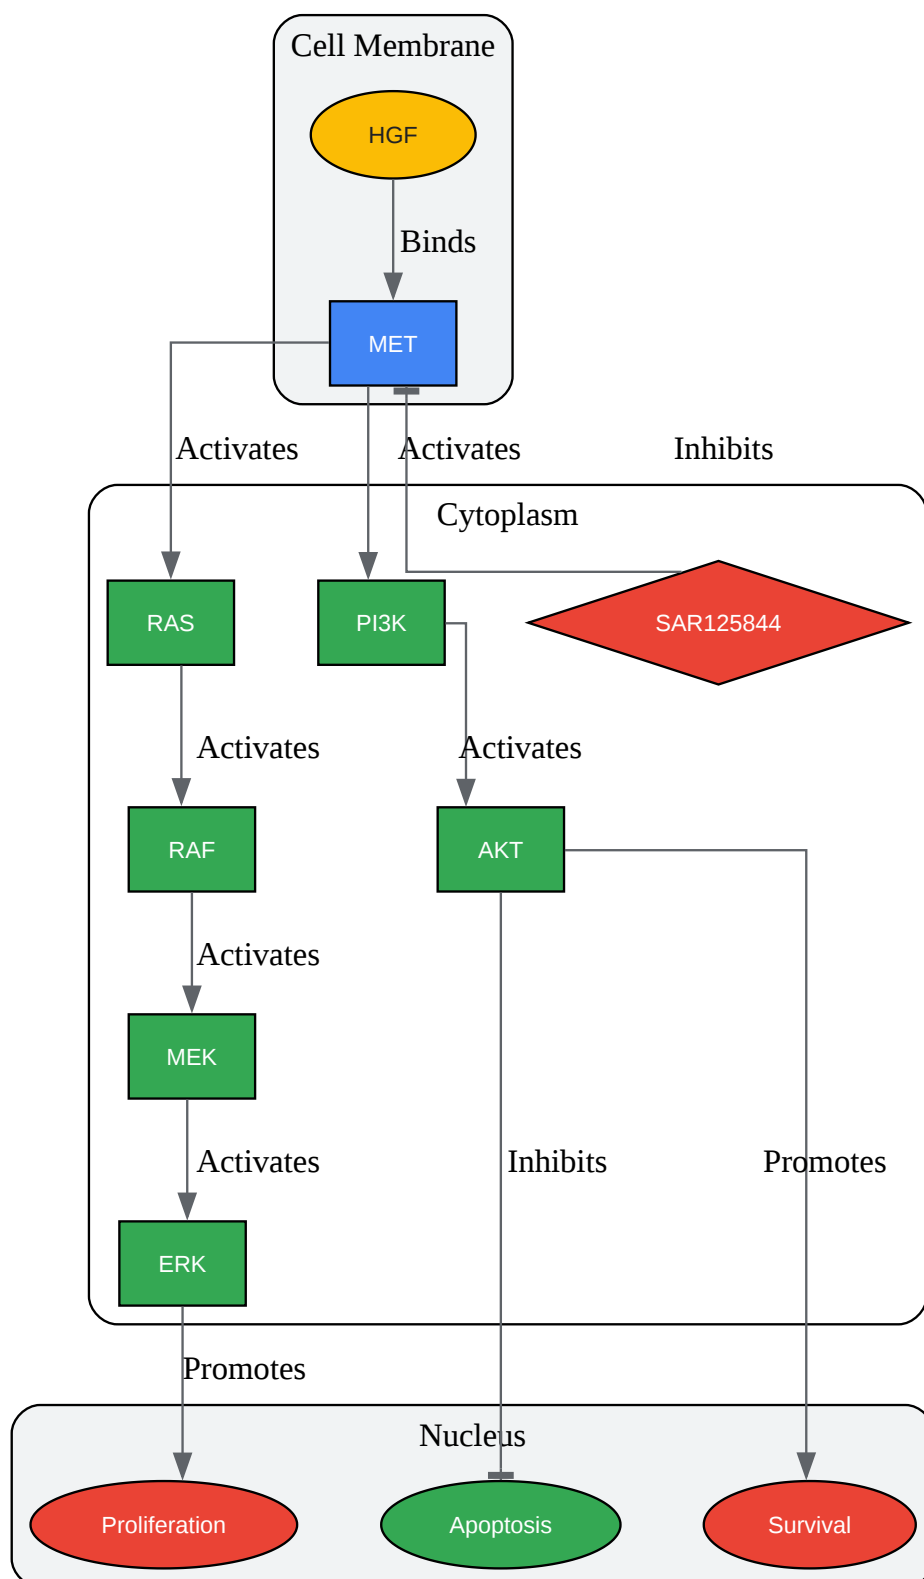 Cell Membrane
HGF
Binds
MET
Activates
Activates
Inhibits
Cytoplasm
RAS
PI3K
SAR125844
Activates
Activates
RAF
AKT
Activates
MEK
Activates
Inhibits
Promotes
ERK
Promotes
Nucleus
Proliferation
Apoptosis
Survival